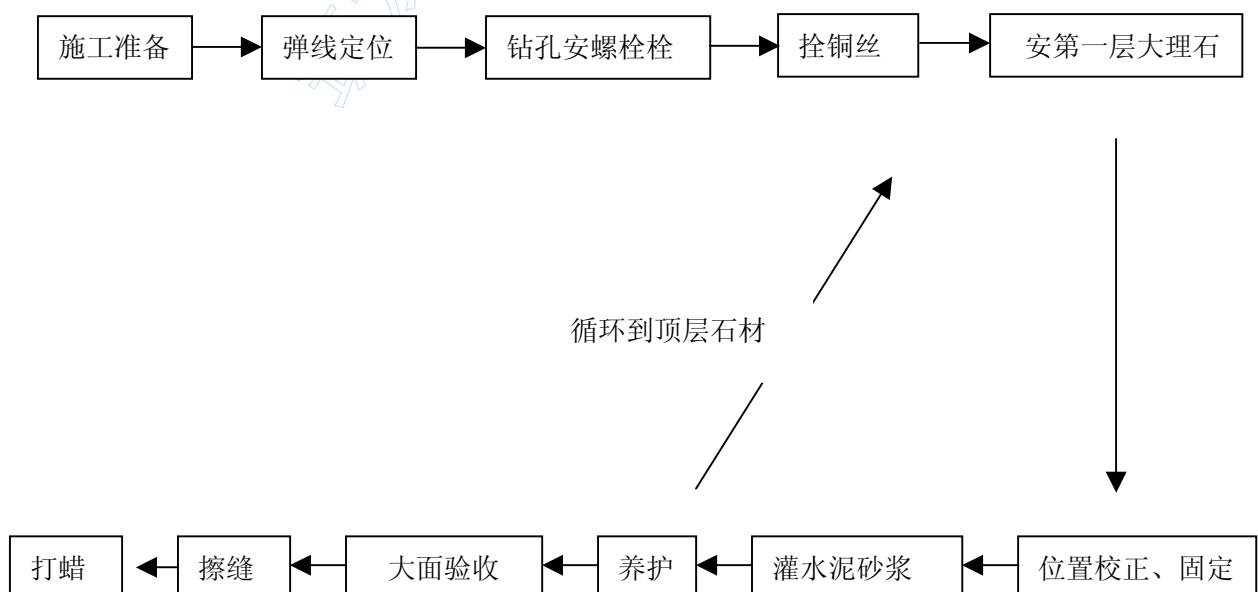 施工准备
弹线定位
钻孔安螺栓栓
拴铜丝
安第一层大理石
循环到顶层石材
打蜡
擦缝
大面验收
养护
灌水泥砂浆
位置校正、固定